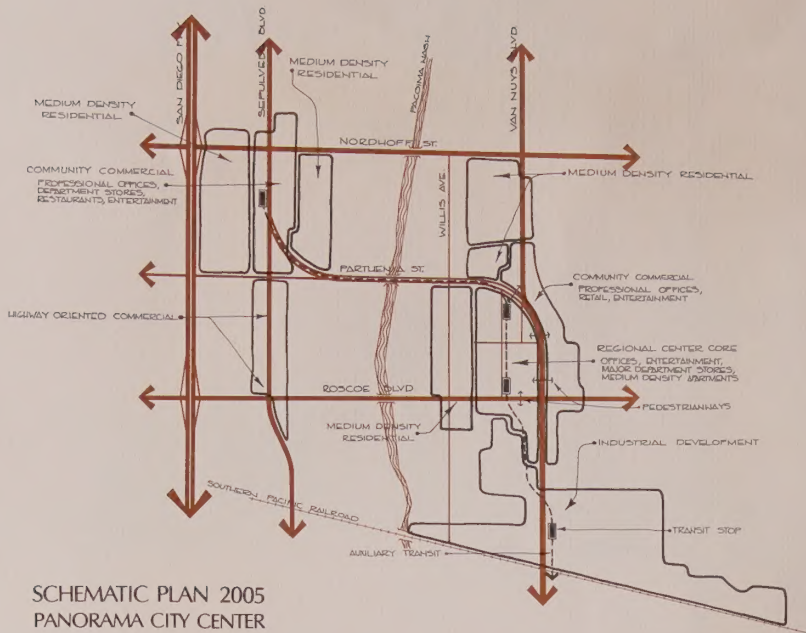 SAN DIEGO FWY.
SEPULVEDA BLVD
PACOIMA WASH
VAN NUYS BLVD
MEDIUM DENSITY
RESIDENTIAL
MEDIUM DENSITY
RESIDENTIAL
NORDHOFF ST.
COMMUNITY COMMERCIAL
PROFESSIONAL OFFICES,
DEPARTMENT STORES,
RESTAURANTS, ENTERTAINMENT
WILLIS AVE.
MEDIUM DENSITY RESIDENTIAL
PARTHENIA ST.
COMMUNITY COMMERCIAL
PROFESSIONAL OFFICES,
RETAIL, ENTERTAINMENT
HIGHWAY ORIENTED COMMERCIAL
REGIONAL CENTER CORE
OFFICES, ENTERTAINMENT,
MAJOR DEPARTMENT STORES,
MEDIUM DENSITY APARTMENTS
ROSCOE BLVD
PEDESTRIANWAYS
MEDIUM DENSITY
RESIDENTIAL
INDUSTRIAL DEVELOPMENT
SOUTHERN PACIFIC RAILROAD
TRANSIT STOP
AUXILIARY TRANSIT
SCHEMATIC PLAN 2005
PANORAMA CITY CENTER